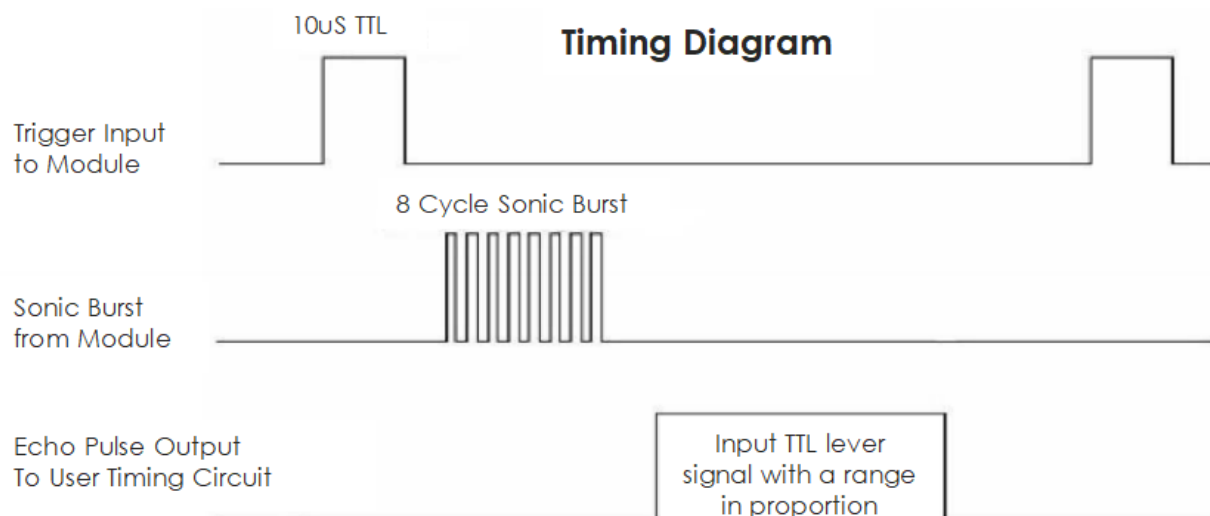 10uS TTL
Timing Diagram
Trigger Input
to Module
8 Cycle Sonic Burst
Sonic Burst
from Module
Echo Pulse Output
To User Timing Circuit
Input TTL lever
signal with a range
in proportion